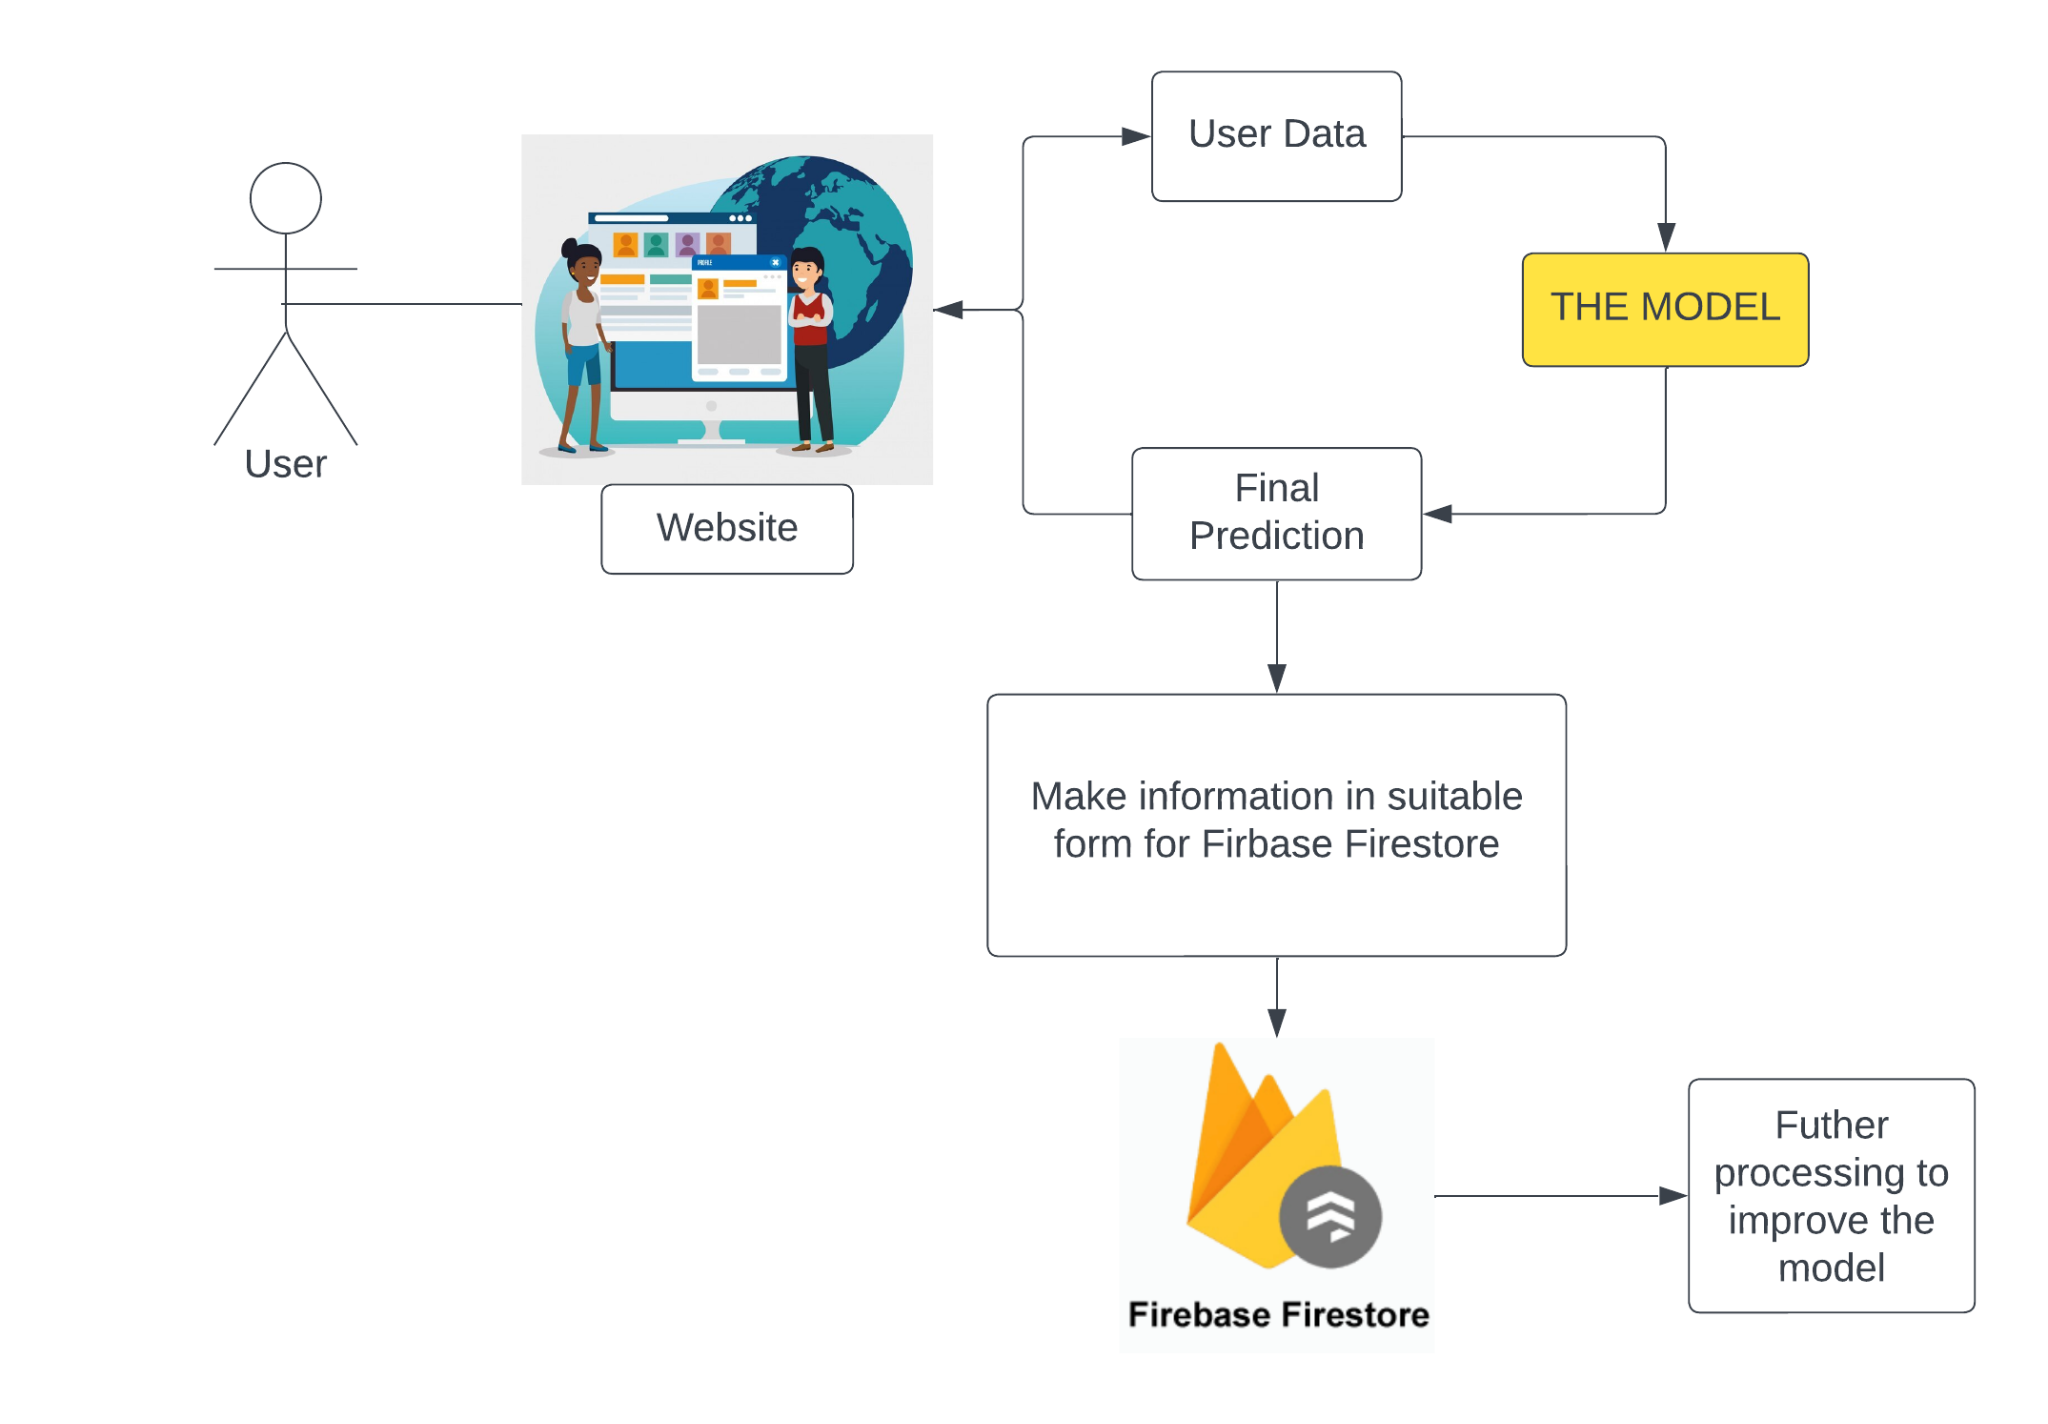 User Data
THE MODEL
PROFILE
User
Website
Final
Prediction
Make information in suitable
form for Firbase Firestore
Firebase Firestore
Futher
processing to
improve the
model